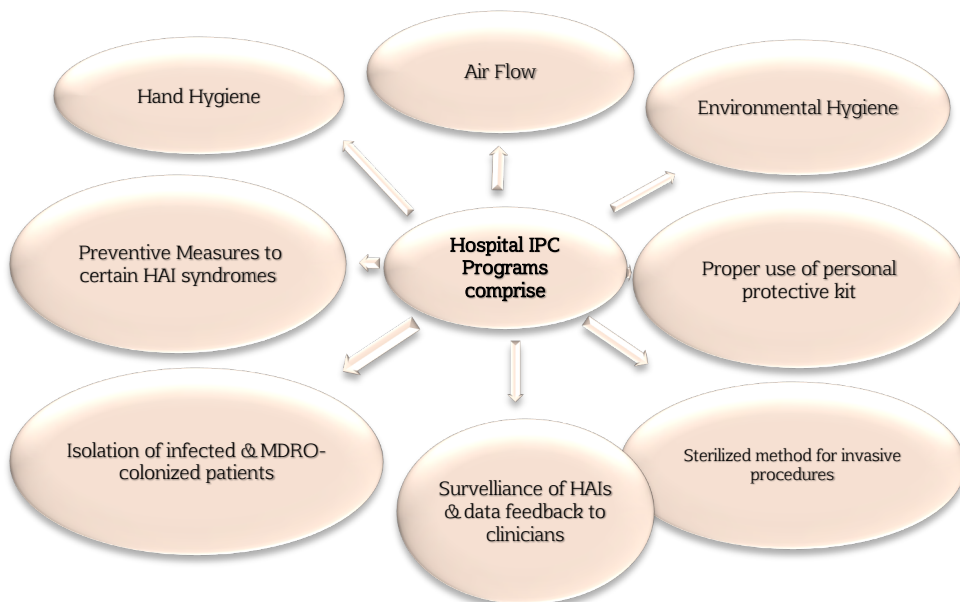 Air Flow
Hand Hygiene
Environmental Hygiene
Preventive Measures to
certain HAI syndromes
Hospital IPC
Programs
comprise
Proper use of personal
protective kit
Isolation of infected & MDRO-
colonized patients
Survelliance of HAIs
& data feedback to
clinicians
Sterilized method for invasive
procedures